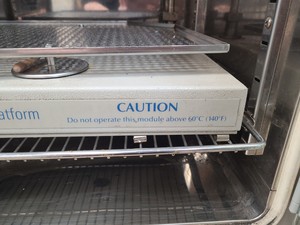 CAUTION
atform
Do not operate this module above 60°C (140°F)